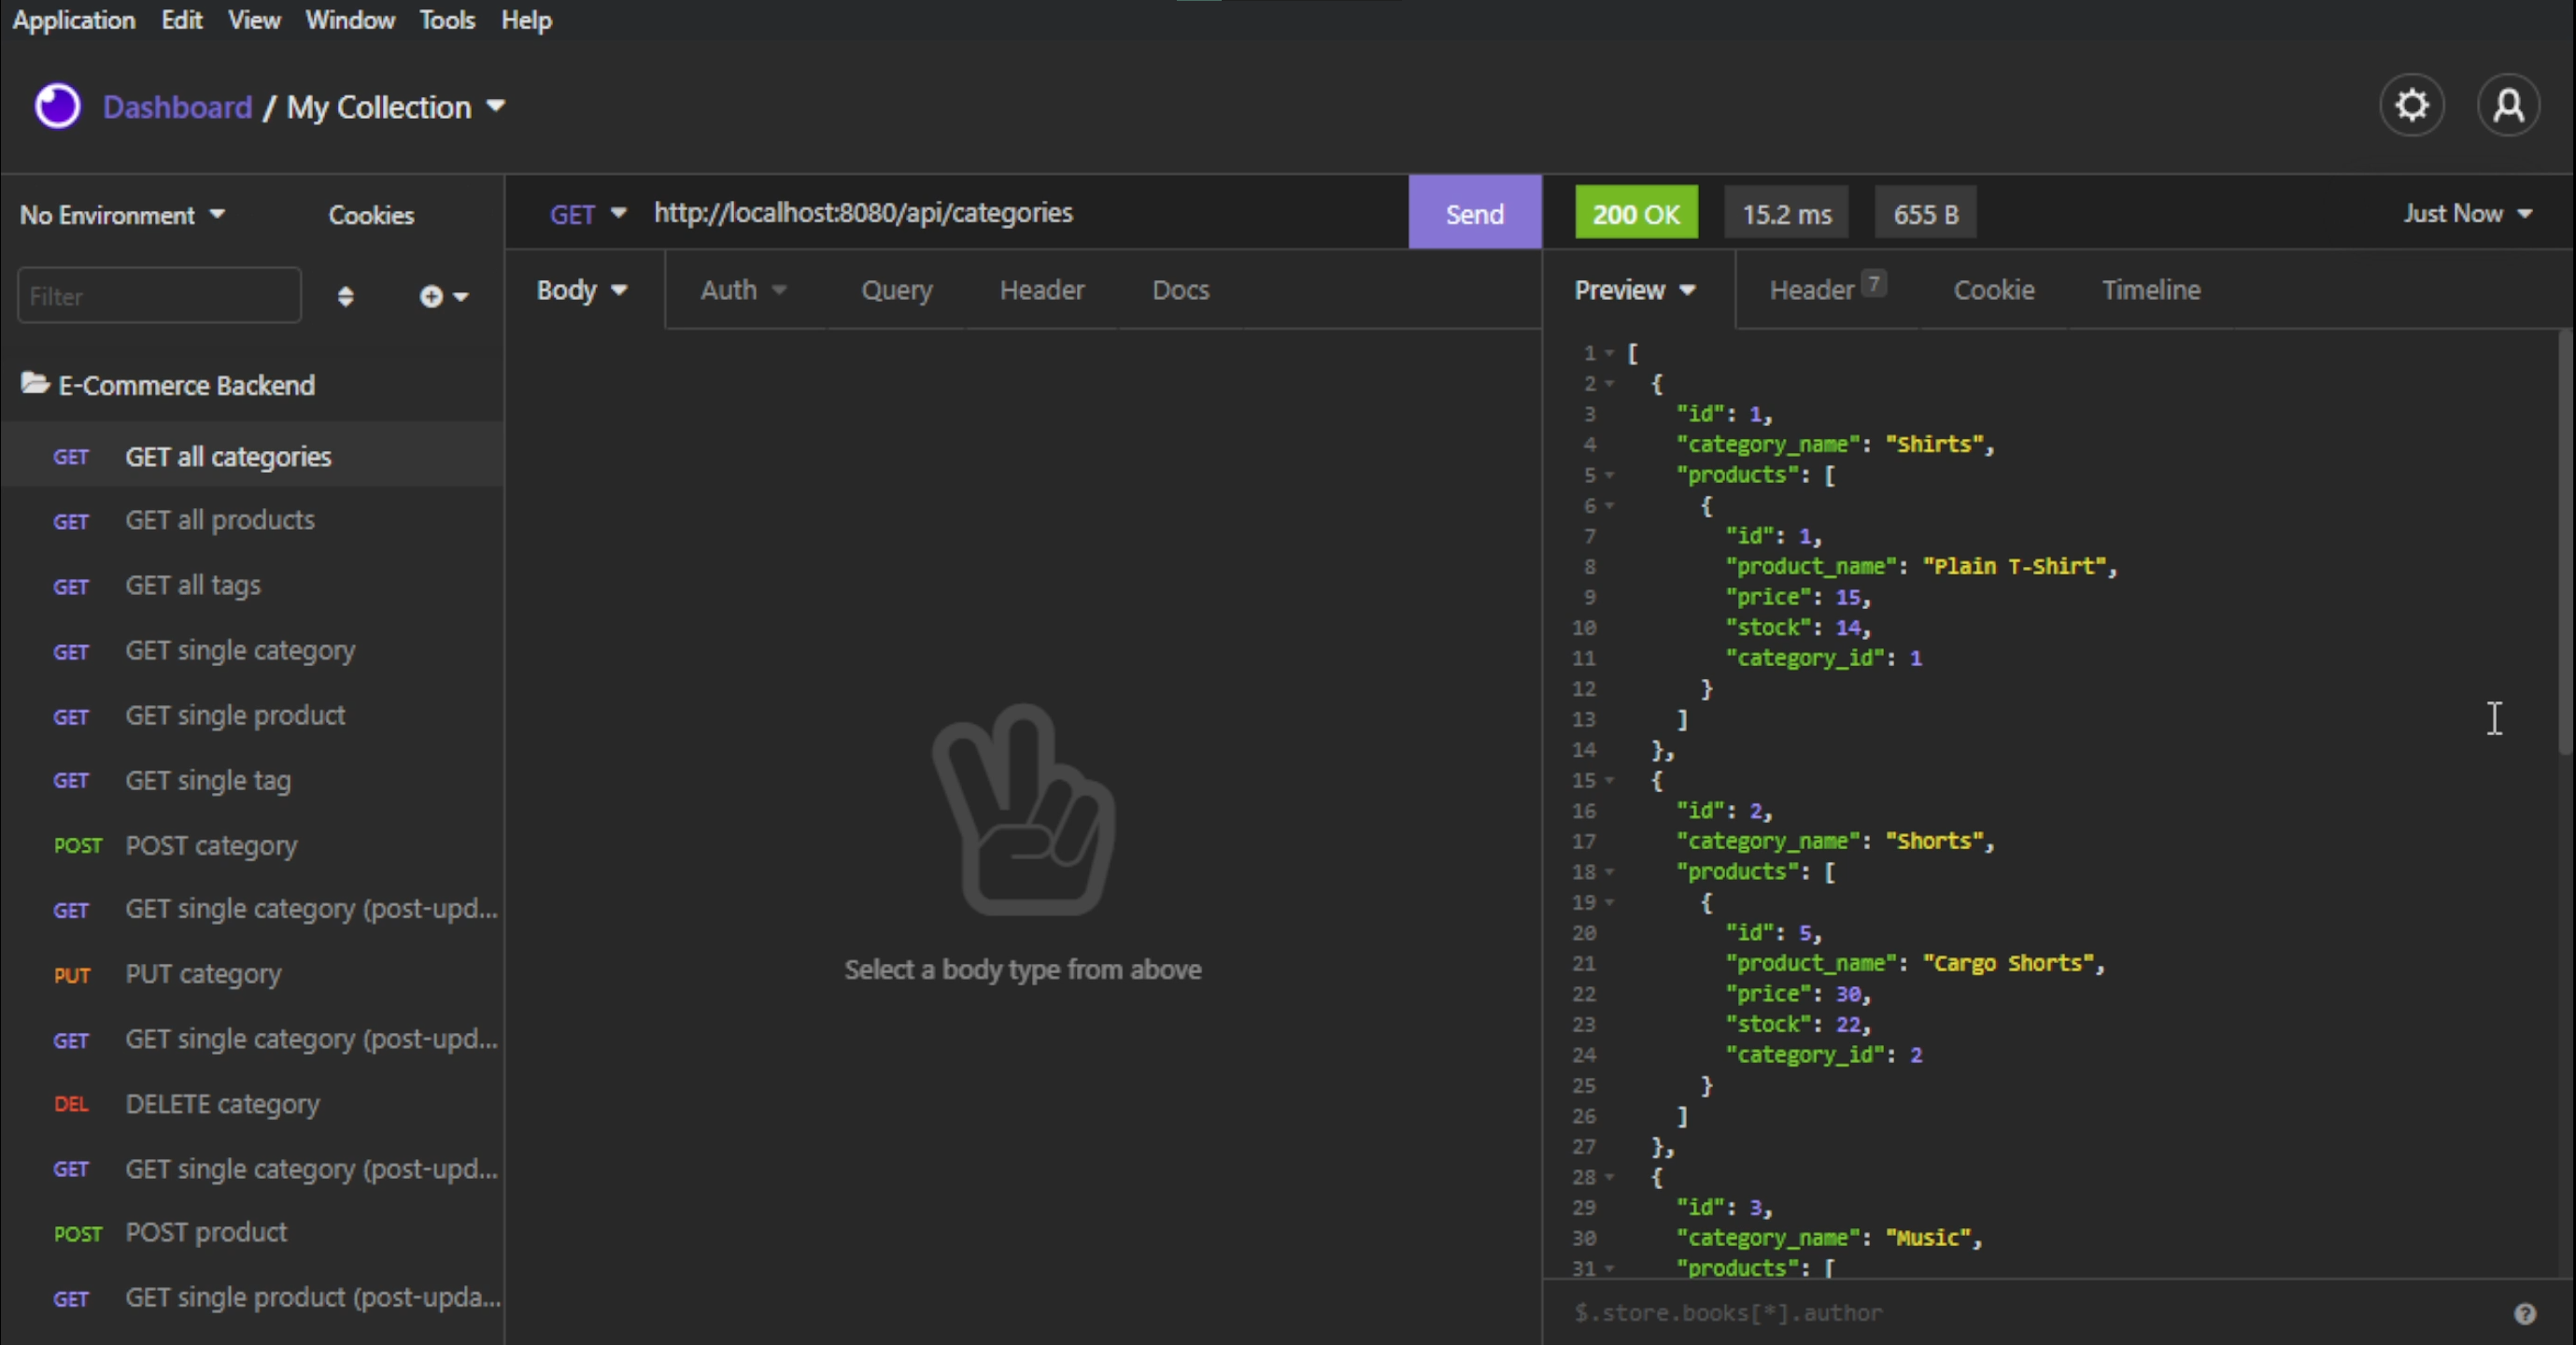 Application Edit View Window Tools Help
Dashboard / My Collection
No Environment Cookies
Filter
E-Commerce Backend
GET GET all categories
GET GET all products
GET GET all tags
GET GET single category
GET GET single product
GET GET single tag
POST POST category
GET GET single category (post-upd...
PUT PUT category
GET GET single category (post-upd...
DEL DELETE category
GET GET single category (post-upd...
POST POST product
GET GET single product (post-upda...
GET http://localhost:8080/api/categories Send
Body Auth Query Header Docs
Select a body type from above
200 OK 15.2 ms 655 B Just Now
Preview Header 7 Cookie Timeline
1 [
2 {
3 "id": 1,
4 "category_name": "Shirts",
5 "products": [
6 {
7 "id": 1,
8 "product_name": "Plain T-Shirt",
9 "price": 15,
10 "stock": 14,
11 "category_id": 1
12 }
13 ]
14 },
15 {
16 "id": 2,
17 "category_name": "Shorts",
18 "products": [
19 {
20 "id": 5,
21 "product_name": "Cargo Shorts",
22 "price": 30,
23 "stock": 22,
24 "category_id": 2
25 }
26 ]
27 },
28 {
29 "id": 3,
30 "category_name": "Music",
31 "products": [
$.store.books[*].author ?